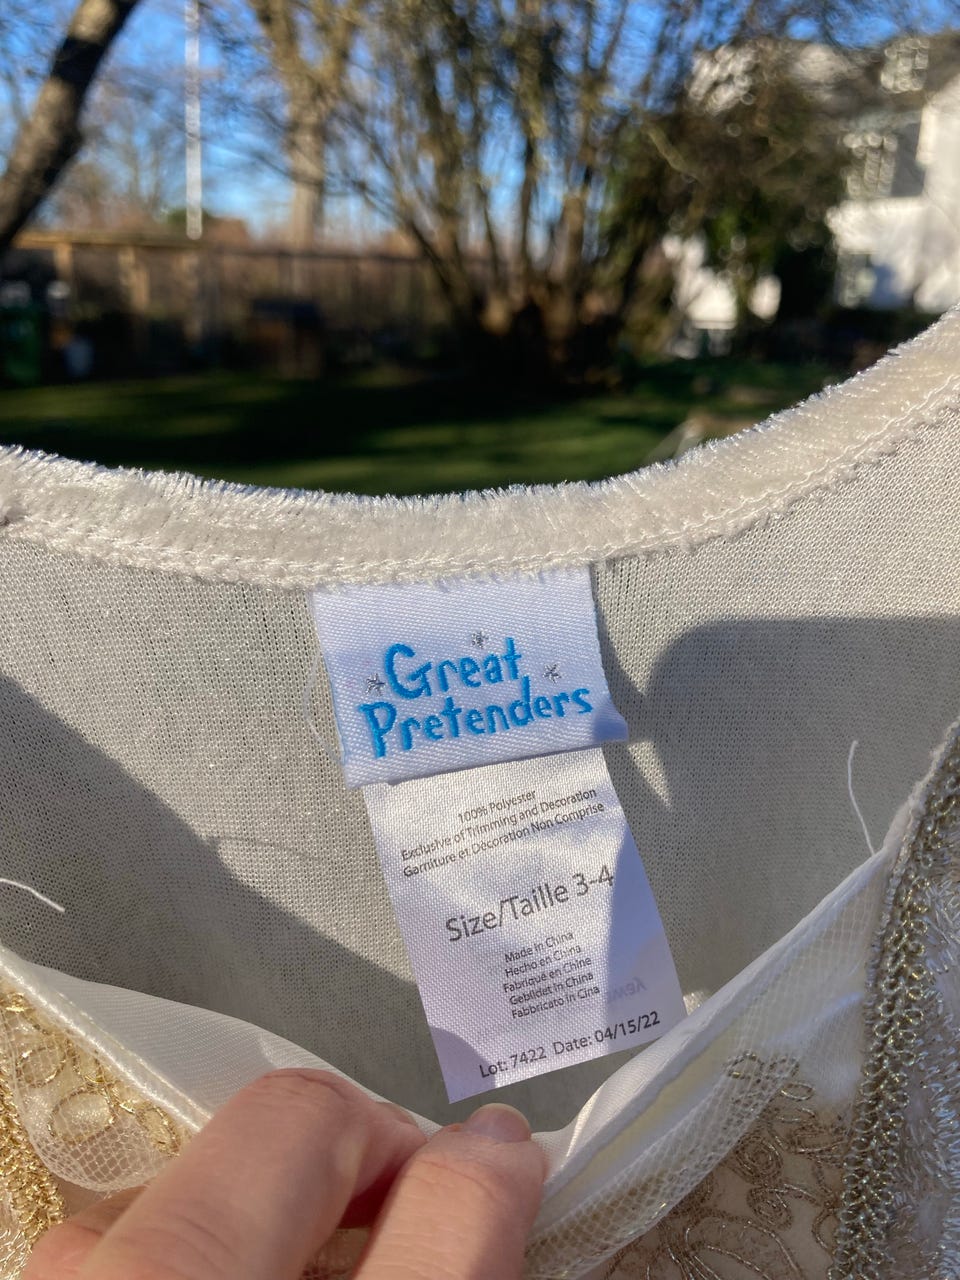 Great
Pretenders
100% Polyester
Exclusive of Trimming and Decoration
Garniture et Décoration Non Comprise
Size/Taille 3-4
Made in China
Hecho en China
Fabriqué en Chine
Gebildet in China
Fabbricato in Cina
Lot: 7422 Date: 04/15/22